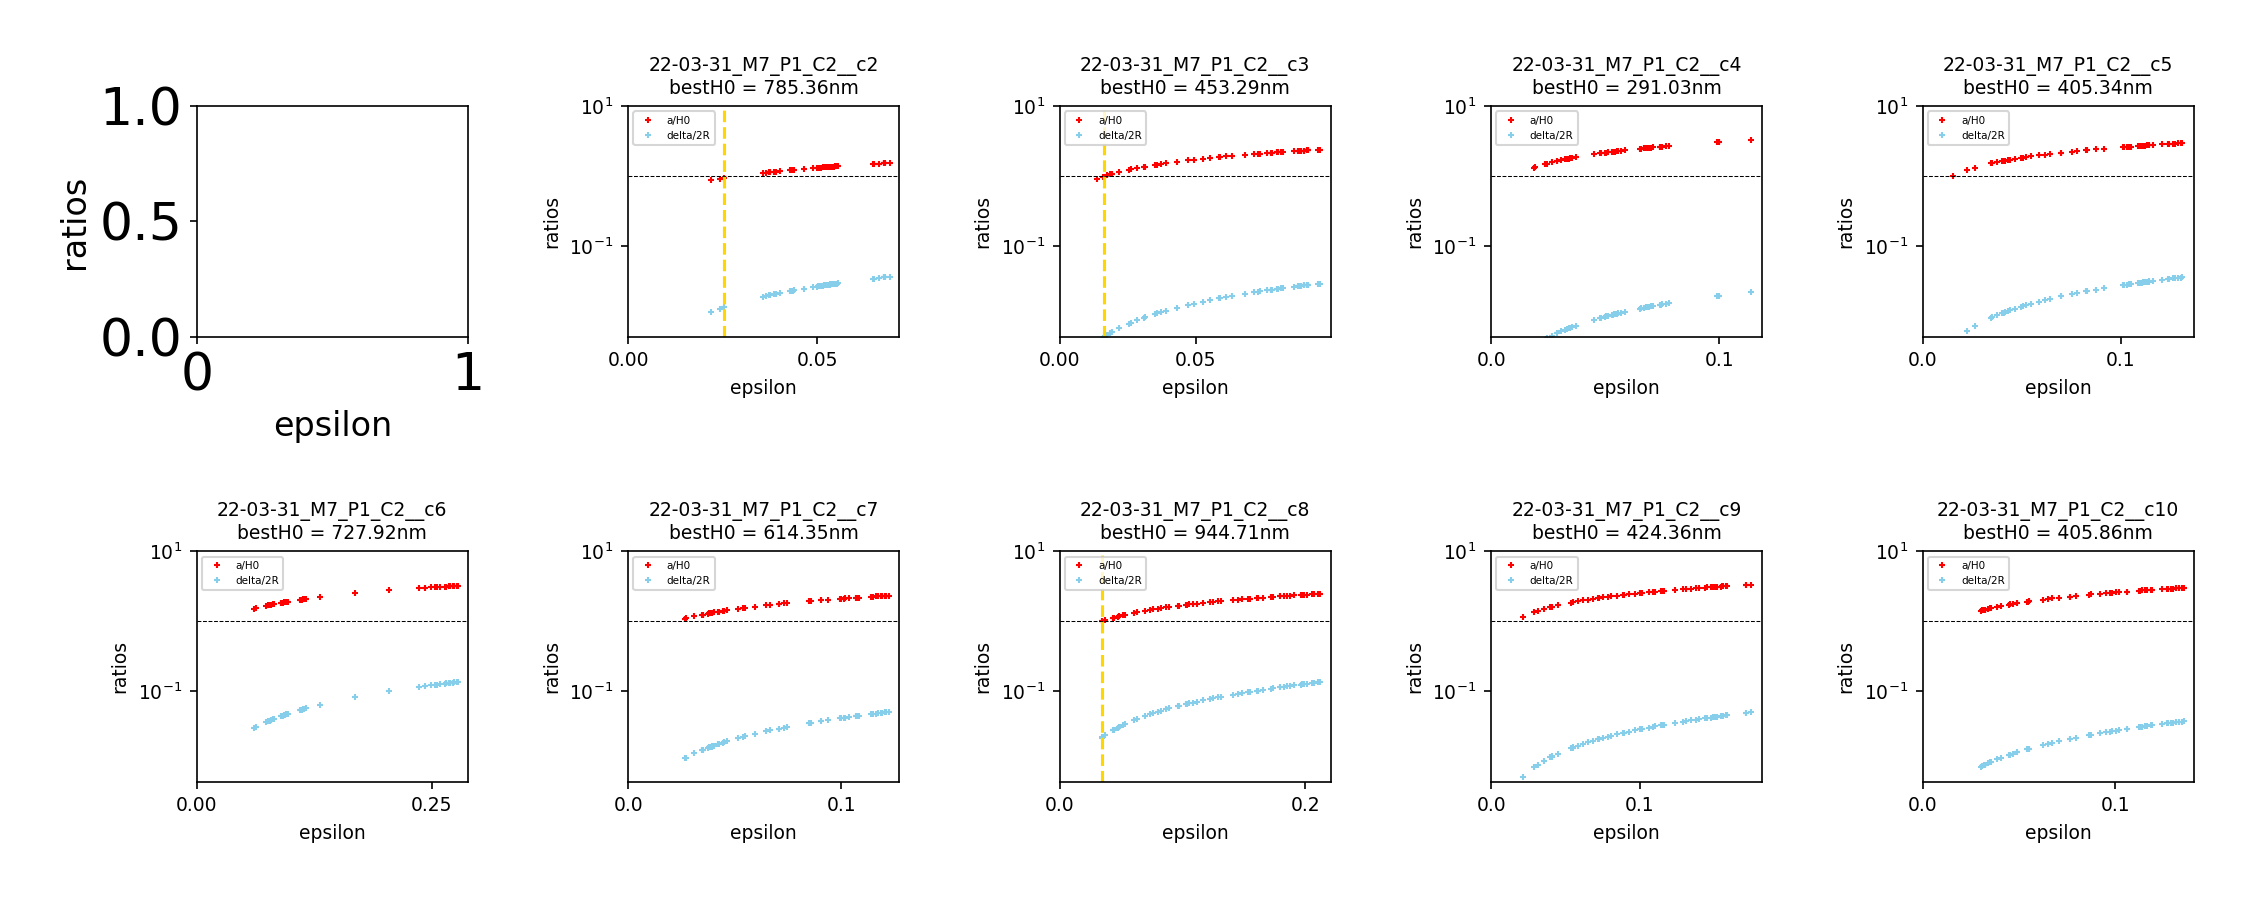 1.0
0.5
0.0
0 1
ratios
epsilon
22-03-31_M7_P1_C2__c2
bestH0 = 785.36nm
a/H0
delta/2R
10¹
10⁻¹
ratios
0.00 0.05
epsilon
22-03-31_M7_P1_C2__c3
bestH0 = 453.29nm
a/H0
delta/2R
10¹
10⁻¹
ratios
0.00 0.05
epsilon
22-03-31_M7_P1_C2__c4
bestH0 = 291.03nm
a/H0
delta/2R
10¹
10⁻¹
ratios
0.0 0.1
epsilon
22-03-31_M7_P1_C2__c5
bestH0 = 405.34nm
a/H0
delta/2R
10¹
10⁻¹
ratios
0.0 0.1
epsilon
22-03-31_M7_P1_C2__c6
bestH0 = 727.92nm
a/H0
delta/2R
10¹
10⁻¹
ratios
0.00 0.25
epsilon
22-03-31_M7_P1_C2__c7
bestH0 = 614.35nm
a/H0
delta/2R
10¹
10⁻¹
ratios
0.0 0.1
epsilon
22-03-31_M7_P1_C2__c8
bestH0 = 944.71nm
a/H0
delta/2R
10¹
10⁻¹
ratios
0.0 0.2
epsilon
22-03-31_M7_P1_C2__c9
bestH0 = 424.36nm
a/H0
delta/2R
10¹
10⁻¹
ratios
0.0 0.1
epsilon
22-03-31_M7_P1_C2__c10
bestH0 = 405.86nm
a/H0
delta/2R
10¹
10⁻¹
ratios
0.0 0.1
epsilon